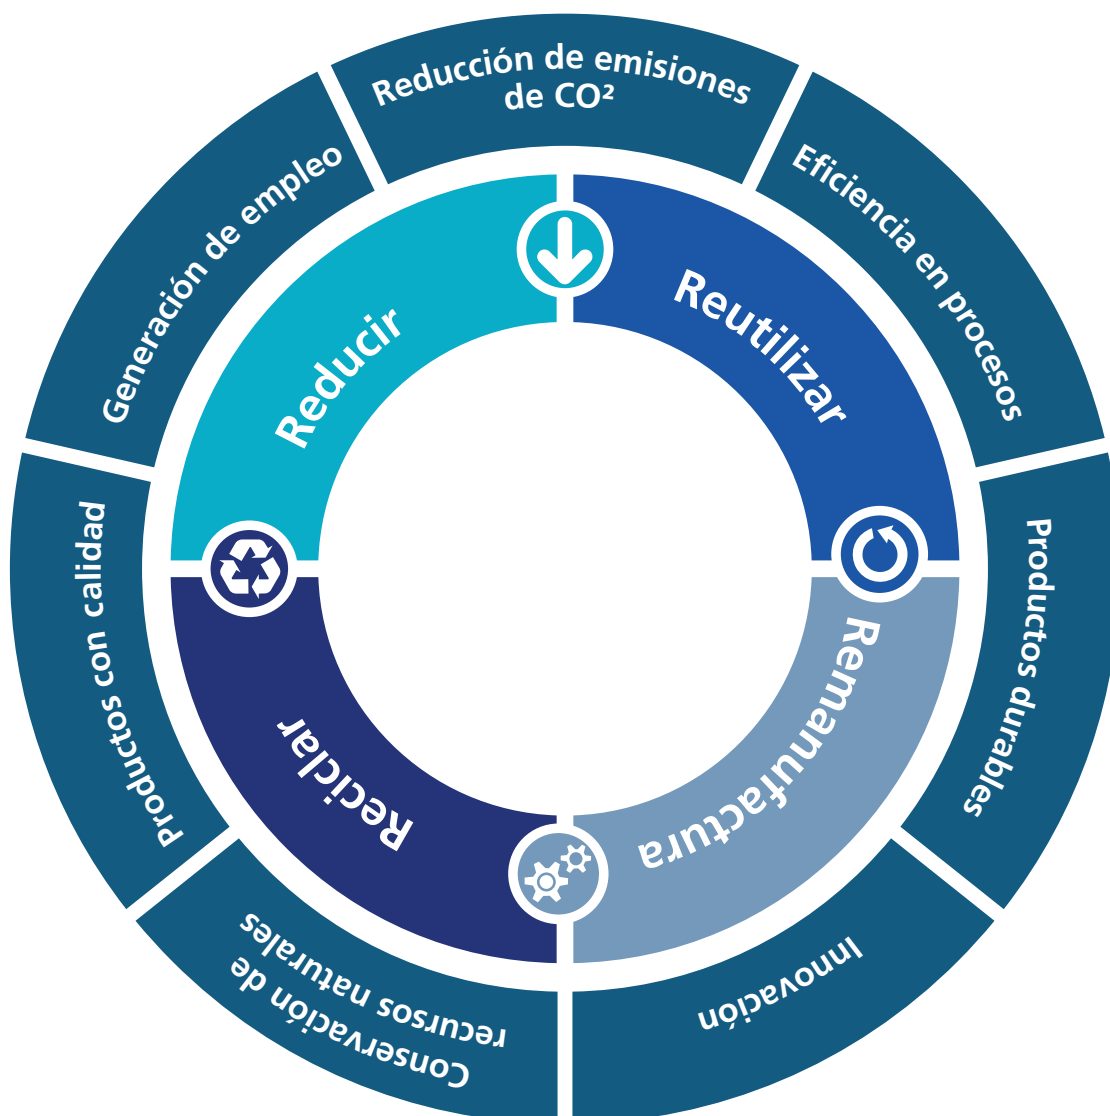 Reducción de emisiones
de CO²
Eficiencia en procesos
Productos durables
Innovación
Conservación de
recursos naturales
Productos con calidad
Generación de empleo
Reducir
Reutilizar
Remanufactura
Reciclar